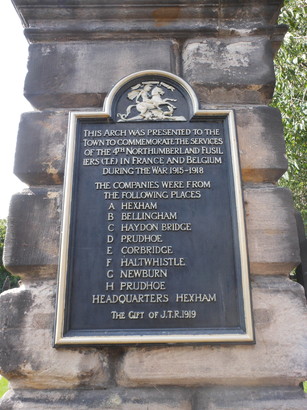 THIS ARCH WAS PRESENTED TO THE
TOWN TO COMMEMORATE THE SERVICES
OF THE 4TH NORTHUMBERLAND FUSIL
IERS (T.F.) IN FRANCE AND BELGIUM
DURING THE WAR 1915-1918
THE COMPANIES WERE FROM
THE FOLLOWING PLACES
A HEXHAM
B BELLINGHAM
C HAYDON BRIDGE
D PRUDHOE
E CORBRIDGE
F HALTWHISTLE
G NEWBURN
H PRUDHOE
HEADQUARTERS HEXHAM
THE GIFT OF J.T.R. 1919